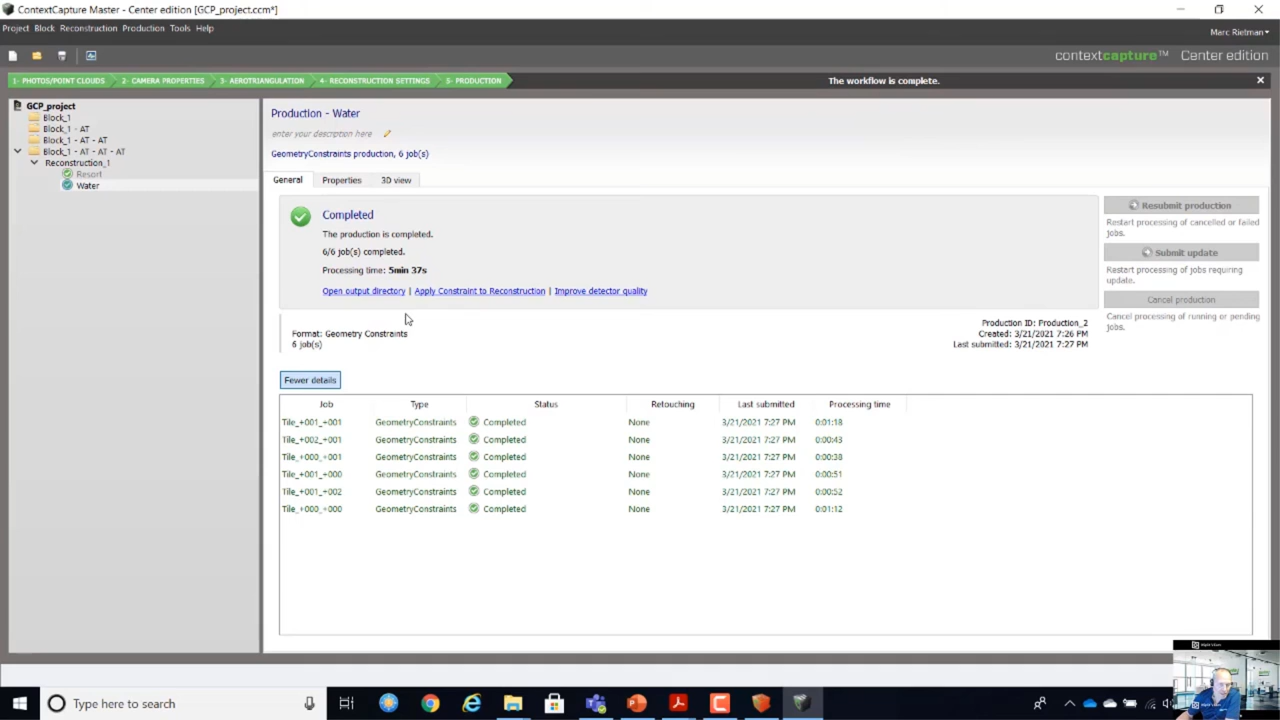 ContextCapture Master - Center edition [GCP_project.ccm*]
Project Block Reconstruction Production Tools Help
Marc Rietman
contextcapture™ Center edition
1- PHOTOS/POINT CLOUDS 2- CAMERA PROPERTIES 3- AEROTRIANGULATION 4- RECONSTRUCTION SETTINGS 5- PRODUCTION The workflow is complete.
GCP_project
Block_1
Block_1 - AT
Block_1 - AT - AT
Block_1 - AT - AT - AT
Reconstruction_1
Resort
Water
Production - Water
enter your description here
GeometryConstraints production, 6 job(s)
General Properties 3D view
Completed
The production is completed.
6/6 job(s) completed.
Processing time: 5min 37s
Open output directory | Apply Constraint to Reconstruction | Improve detector quality
Resubmit production
Restart processing of cancelled or failed
jobs.
Submit update
Restart processing of jobs requiring
update.
Cancel production
Cancel processing of running or pending
jobs.
Format: Geometry Constraints
6 job(s)
Production ID: Production_2
Created: 3/21/2021 7:26 PM
Last submitted: 3/21/2021 7:27 PM
Fewer details
Job Type Status Retouching Last submitted Processing time
Tile_+001_+001 GeometryConstraints Completed None 3/21/2021 7:27 PM 0:01:18
Tile_+002_+001 GeometryConstraints Completed None 3/21/2021 7:27 PM 0:00:43
Tile_+000_+001 GeometryConstraints Completed None 3/21/2021 7:27 PM 0:00:38
Tile_+001_+000 GeometryConstraints Completed None 3/21/2021 7:27 PM 0:00:51
Tile_+001_+002 GeometryConstraints Completed None 3/21/2021 7:27 PM 0:00:52
Tile_+000_+000 GeometryConstraints Completed None 3/21/2021 7:27 PM 0:01:12
Type here to search